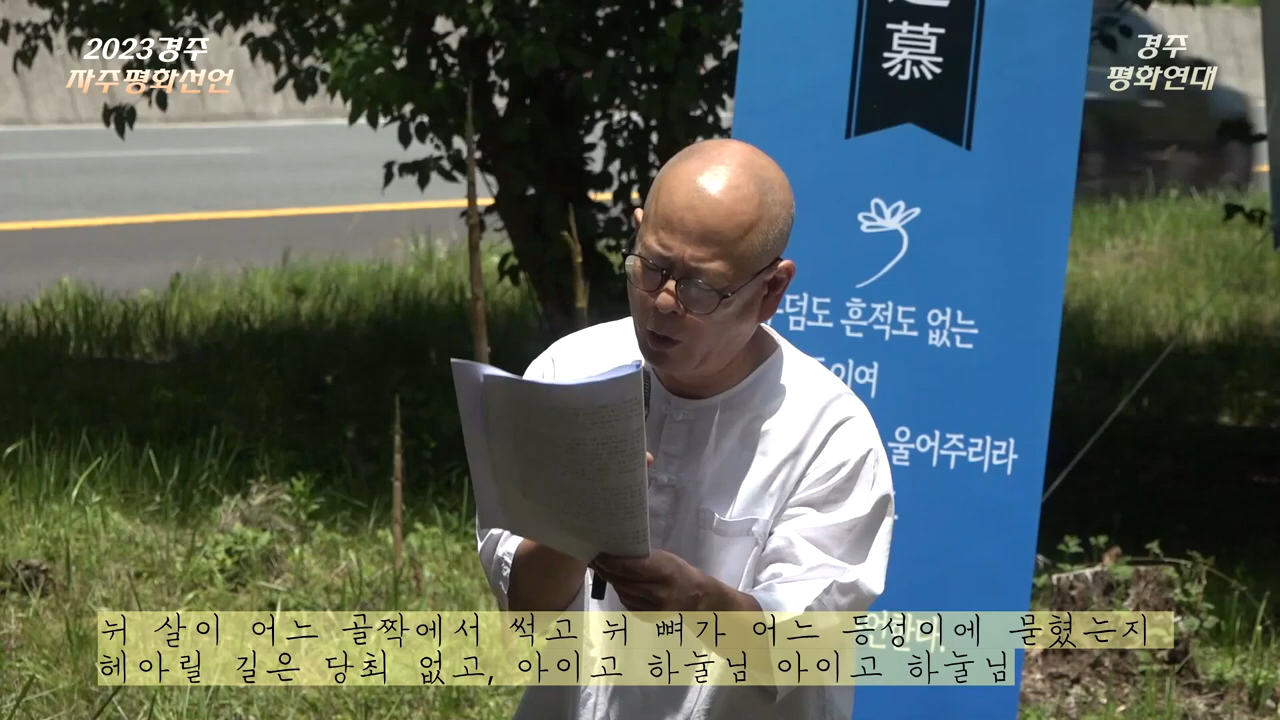 2023경주
자주평화선언
경주
평화연대
慕
덤도 흔적도 없는
이여
울어주리라
뉘 살이 어느 골짝에서 썩고 뉘 뼈가 어느 등성이에 묻혔는지
헤아릴 길은 당최 없고, 아이고 하눌님 아이고 하눌님